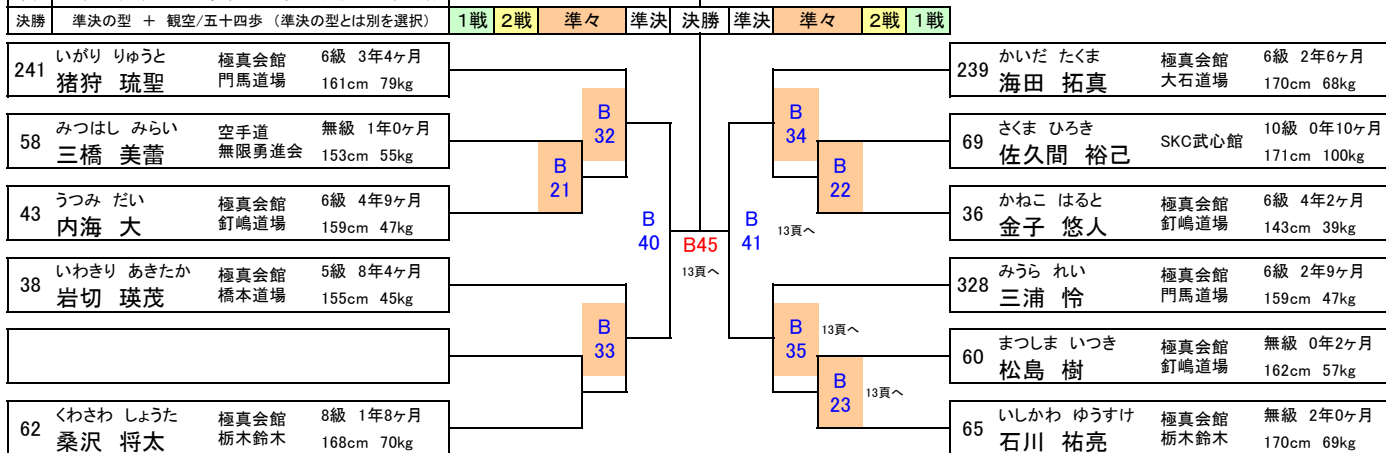 決勝 準決の型 ＋ 観空/五十四歩 （準決の型とは別を選択） 1戦 2戦 準々 準決 決勝 準決 準々 2戦 1戦
241 いがり りゅうと 極真会館 6級 3年4ヶ月
猪狩 琉聖 門馬道場 161cm 79kg
58 みつはし みらい 空手道 無級 1年0ヶ月
三橋 美蕾 無限勇進会 153cm 55kg
43 うつみ だい 極真会館 6級 4年9ヶ月
内海 大 釘嶋道場 159cm 47kg
38 いわきり あきたか 極真会館 5級 8年4ヶ月
岩切 瑛茂 橋本道場 155cm 45kg
62 くわさわ しょうた 極真会館 8級 1年8ヶ月
桑沢 将太 栃木鈴木 168cm 70kg
B
32
B
21
B
40
B
33
B45
13頁へ
B
41
13頁へ
B
34
B
22
B
35
13頁へ
B
23
13頁へ
239 かいだ たくま 極真会館 6級 2年6ヶ月
海田 拓真 大石道場 170cm 68kg
69 さくま ひろき SKC武心館 10級 0年10ヶ月
佐久間 裕己 171cm 100kg
36 かねこ はると 極真会館 6級 4年2ヶ月
金子 悠人 釘嶋道場 143cm 39kg
328 みうら れい 極真会館 6級 2年9ヶ月
三浦 怜 門馬道場 159cm 47kg
60 まつしま いつき 極真会館 無級 0年2ヶ月
松島 樹 釘嶋道場 162cm 57kg
65 いしかわ ゆうすけ 極真会館 無級 2年0ヶ月
石川 祐亮 栃木鈴木 170cm 69kg